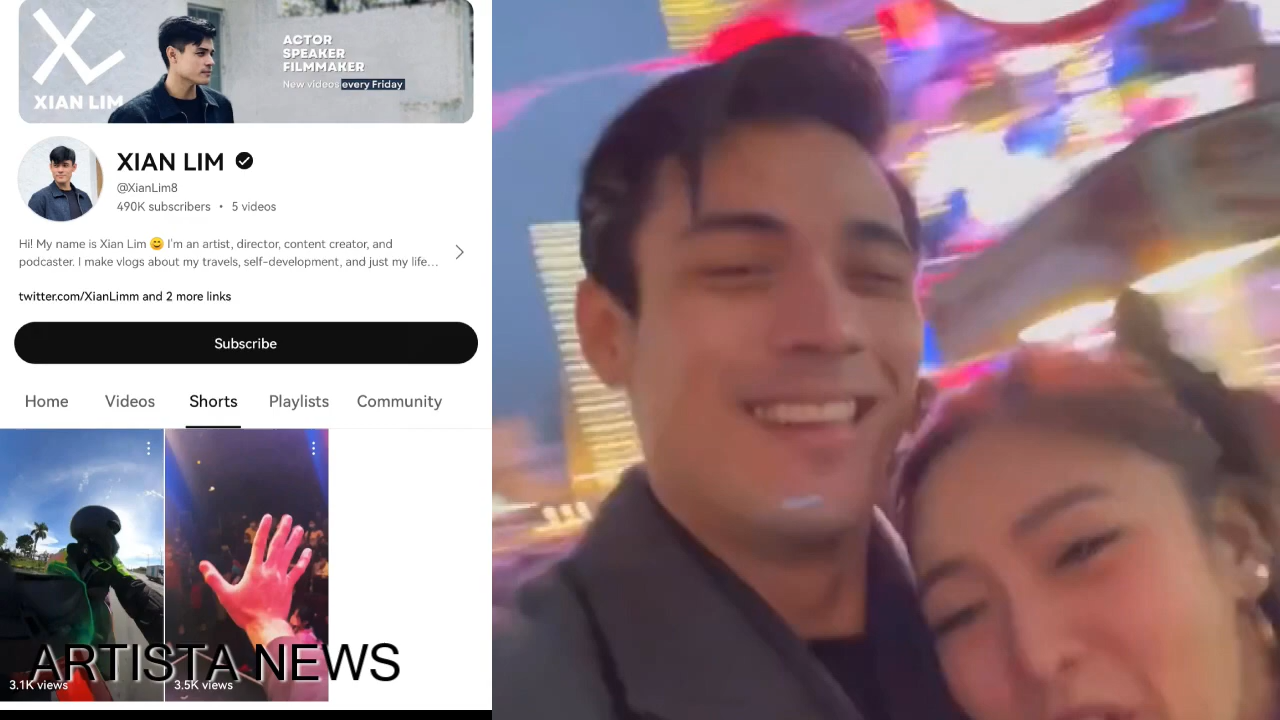 XL
XIAN LIM
ACTOR
SPEAKER
FILMMAKER
New videos every Friday
XIAN LIM
@XianLim8
490K subscribers • 5 videos
Hi! My name is Xian Lim 😊 I'm an artist, director, content creator, and
podcaster. I make vlogs about my travels, self-development, and just my life...
twitter.com/XianLimm and 2 more links
Subscribe
Home Videos Shorts Playlists Community
ARTISTA NEWS
3.1K views 3.5K views